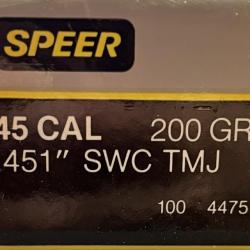 SPEER
45 CAL 200 GR
.451" SWC TMJ
100 4475